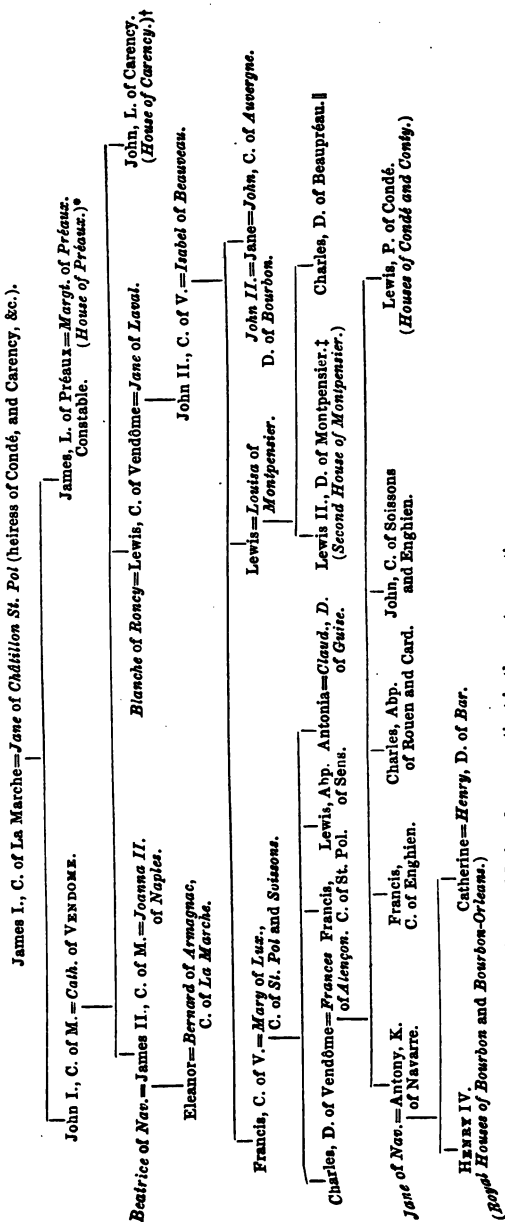 James I., C. of La Marche=Jane of Châtillon St. Pol (heiress of Condé, and Carency, &c.).
John I., C. of M.=Cath. of VENDOME.
James, L. of Préaux=Margt. of Préaux.
Constable. (House of Préaux.)*
Beatrice of Nav.=James II., C. of M.=Joanna II.
of Naples.
Blanche of Roncy=Lewis, C. of Vendôme=Jane of Laval.
John, L. of Carency.
(House of Carency.)†
Eleanor=Bernard of Armagnac,
C. of La Marche.
John II., C. of V.=Isabel of Beauveau.
Francis, C. of V.=Mary of Lux.,
C. of St. Pol and Soissons.
Lewis=Louisa of
Montpensier.
John II.=Jane=John, C. of Auvergne.
D. of Bourbon.
Charles, D. of Vendôme=Frances
of Alençon.
Francis,
C. of St. Pol.
Lewis, Abp.
of Sens.
Antonia=Claud., D.
of Guise.
Lewis II., D. of Montpensier.‡
(Second House of Montpensier.)
Charles, D. of Beaupréau.‖
Jane of Nav.=Antony, K.
of Navarre.
Francis,
C. of Enghien.
Charles, Abp.
of Rouen and Card.
John, C. of Soissons
and Enghien.
Lewis, P. of Condé.
(Houses of Condé and Conty.)
HENRY IV.
(Royal Houses of Bourbon and Bourbon-Orleans.)
Catherine=Henry, D. of Bar.